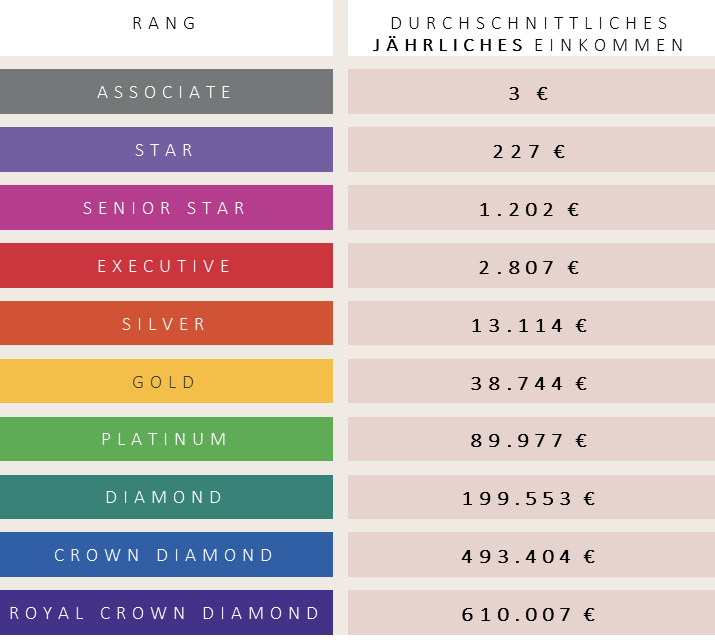 RANG
DURCHSCHNITTLICHES
JÄHRLICHES EINKOMMEN
ASSOCIATE
3 €
STAR
227 €
SENIOR STAR
1.202 €
EXECUTIVE
2.807 €
SILVER
13.114 €
GOLD
38.744 €
PLATINUM
89.977 €
DIAMOND
199.553 €
CROWN DIAMOND
493.404 €
ROYAL CROWN DIAMOND
610.007 €